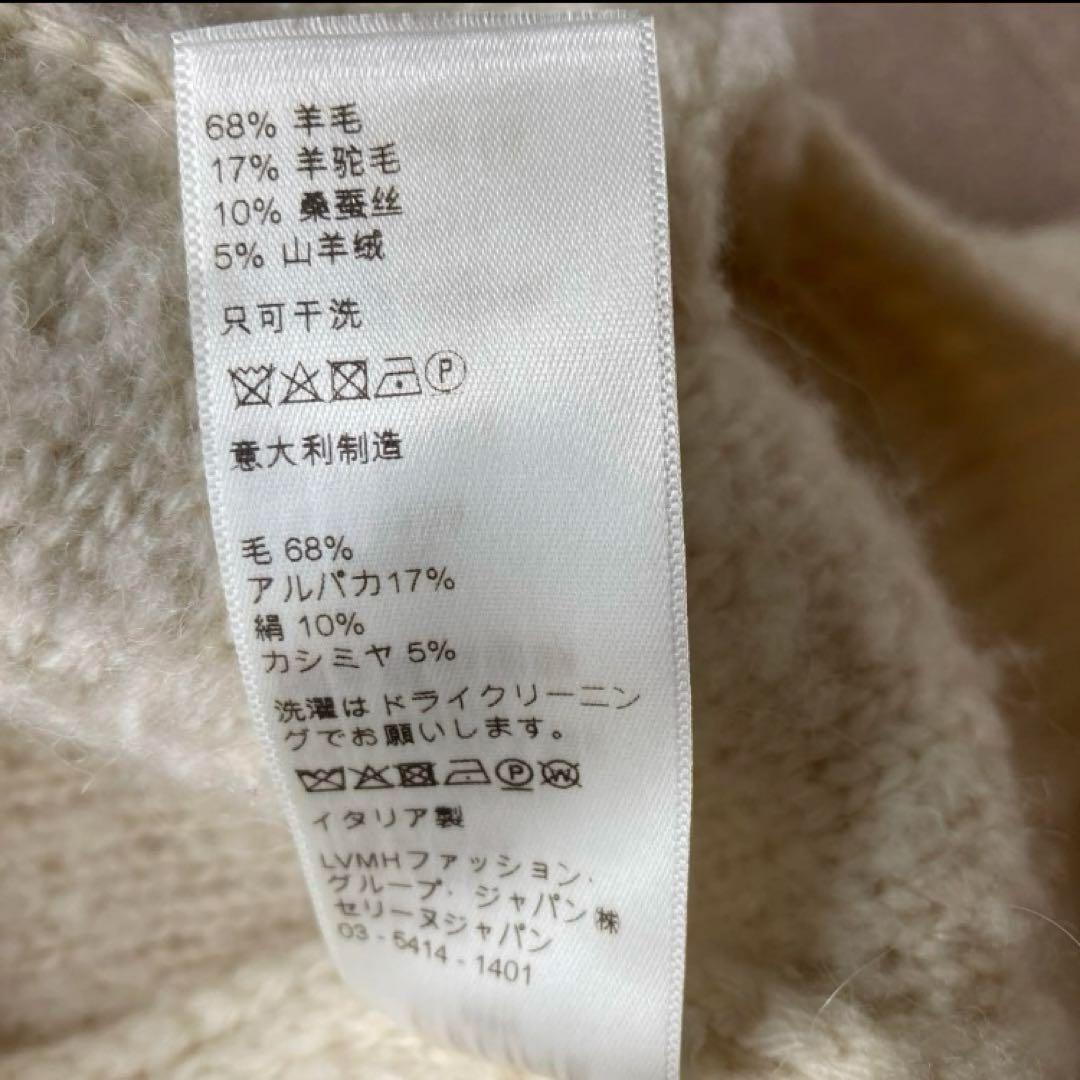 68% 羊毛
17% 羊驼毛
10% 桑蚕丝
5% 山羊绒
只可干洗
P
意大利制造
毛 68%
アルパカ17%
絹 10%
カシミヤ 5%
洗濯はドライクリーニン
グでお願いします。
P W
イタリア製
LVMHファッション・
グループ・ジャパン㈱
セリーヌジャパン
03 - 5414 - 1401